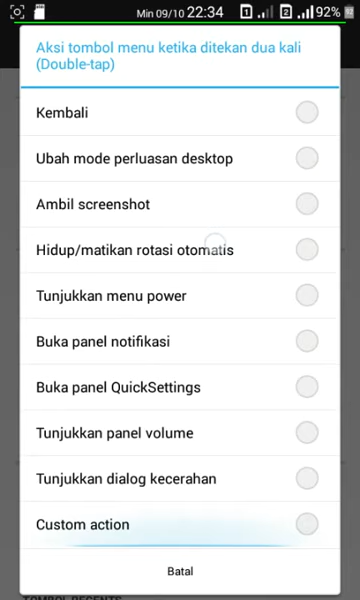 Min 09/10 22:34 1 2 92%
Aksi tombol menu ketika ditekan dua kali
(Double-tap)
Kembali
Ubah mode perluasan desktop
Ambil screenshot
Hidup/matikan rotasi otomatis
Tunjukkan menu power
Buka panel notifikasi
Buka panel QuickSettings
Tunjukkan panel volume
Tunjukkan dialog kecerahan
Custom action
Batal
TOMBOL RECENTS